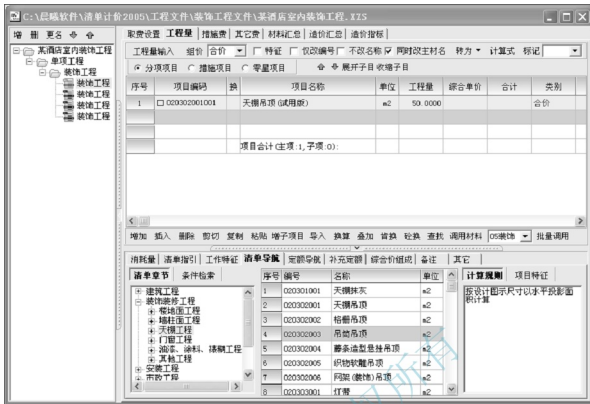 C:\晨曦软件\清单计价2005\工程文件\装饰工程文件\某酒店室内装饰工程.XZS
增 删 更名
某酒店室内装饰工程
单项工程
装饰工程
装饰工程
装饰工程
装饰工程
装饰工程
取费设置 工程量 措施费 其它费 材料汇总 造价汇总 造价指标
工程量输入 组价 合价 特征 仅改编号 不改名称 同时改主材名 转为 计算式 标记
分项项目 措施项目 零星项目 展开子目 收缩子目
序号 项目编码 换 项目名称 单位 工程量 综合单价 合计 类别
1 020302001001 天棚吊顶(试用版) m2 50.0000 合价
项目合计(主项:1,子项:0):
增加 插入 删除 剪切 复制 粘贴 增子项目 导入 换算 叠加 肯换 砼换 查找 调用材料 05装饰 批量调用
消耗量 清单指引 工作特征 清单导航 定额导航 补充定额 综合价组成 备注 其它
清单章节 条件检索
建筑工程
装饰装修工程
楼地面工程
墙柱面工程
天棚工程
门窗工程
油漆、涂料、裱糊工程
其他工程
安装工程
市政工程
序号 编号 名称 单位
1 020301001 天棚抹灰 m2
2 020302001 天棚吊顶 m2
3 020302002 格栅吊顶 m2
4 020302003 吊筒吊顶 m2
5 020302004 藤条造型悬挂吊顶 m2
6 020302005 织物软雕吊顶 m2
7 020302006 网架(装饰)吊顶 m2
8 020303001 灯带 m2
计算规则 项目特征
按设计图示尺寸以水平投影面
积计算
所有